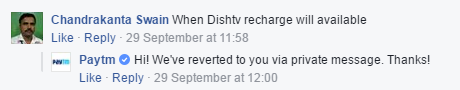 Chandrakanta Swain When Dishtv recharge will available
Like · Reply · 29 September at 11:58
Paytm Paytm Hi! We've reverted to you via private message. Thanks!
Like · Reply · 29 September at 12:00